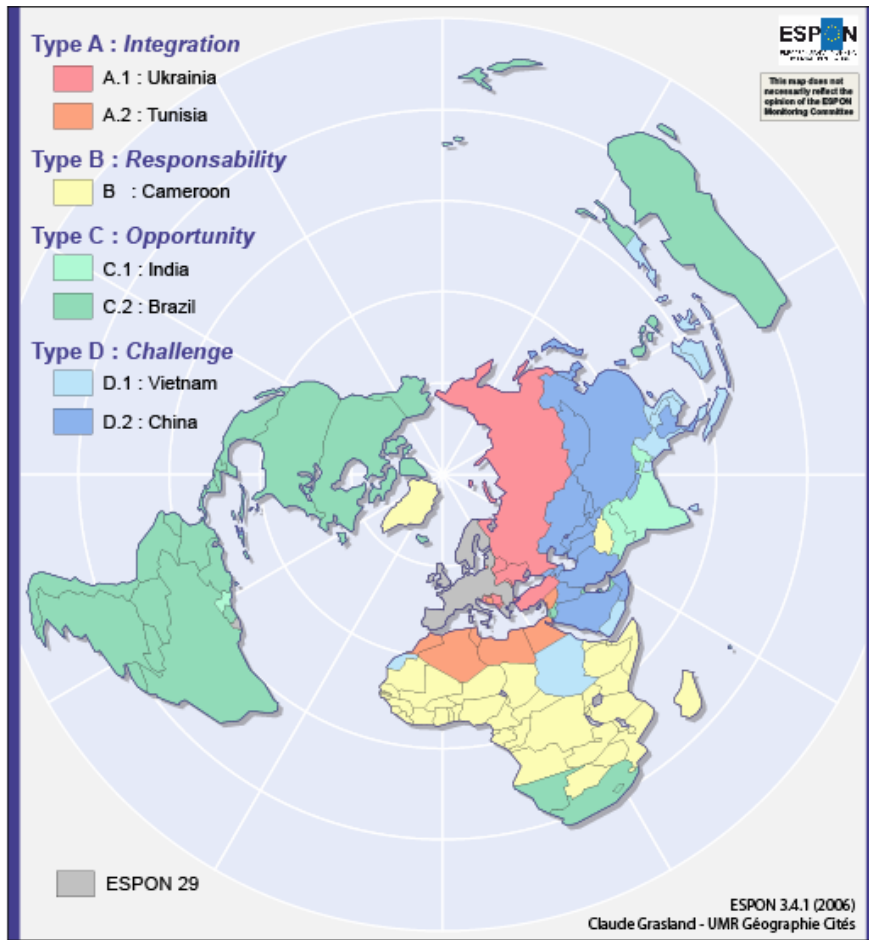 Type A : Integration
A.1 : Ukrainia
A.2 : Tunisia
Type B : Responsability
B : Cameroon
Type C : Opportunity
C.1 : India
C.2 : Brazil
Type D : Challenge
D.1 : Vietnam
D.2 : China
ESPON
This map does not
necessarily reflect the
opinion of the ESPON
Monitoring Committee
ESPON 29
ESPON 3.4.1 (2006)
Claude Grasland - UMR Géographie Cités